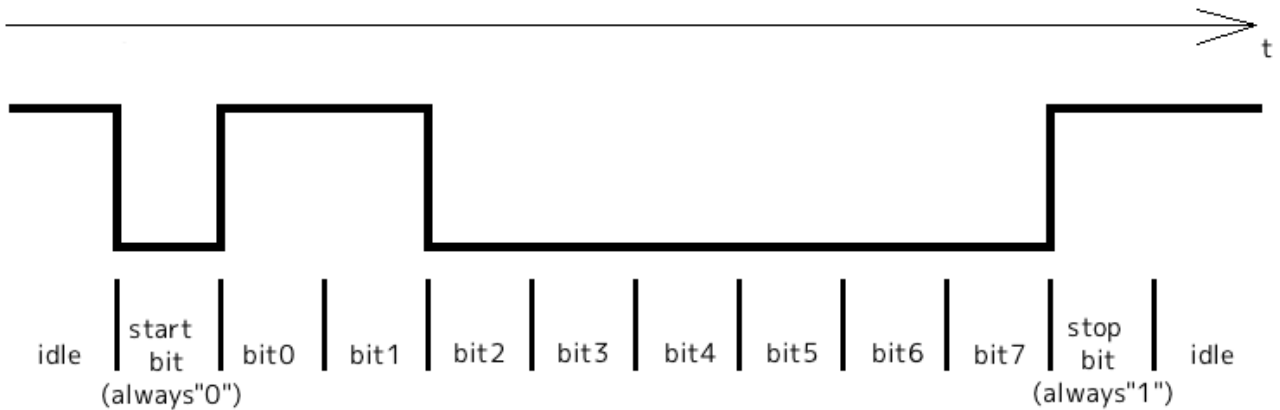 t
idle
start
bit
(always"0")
bit0
bit1
bit2
bit3
bit4
bit5
bit6
bit7
stop
bit
(always"1")
idle